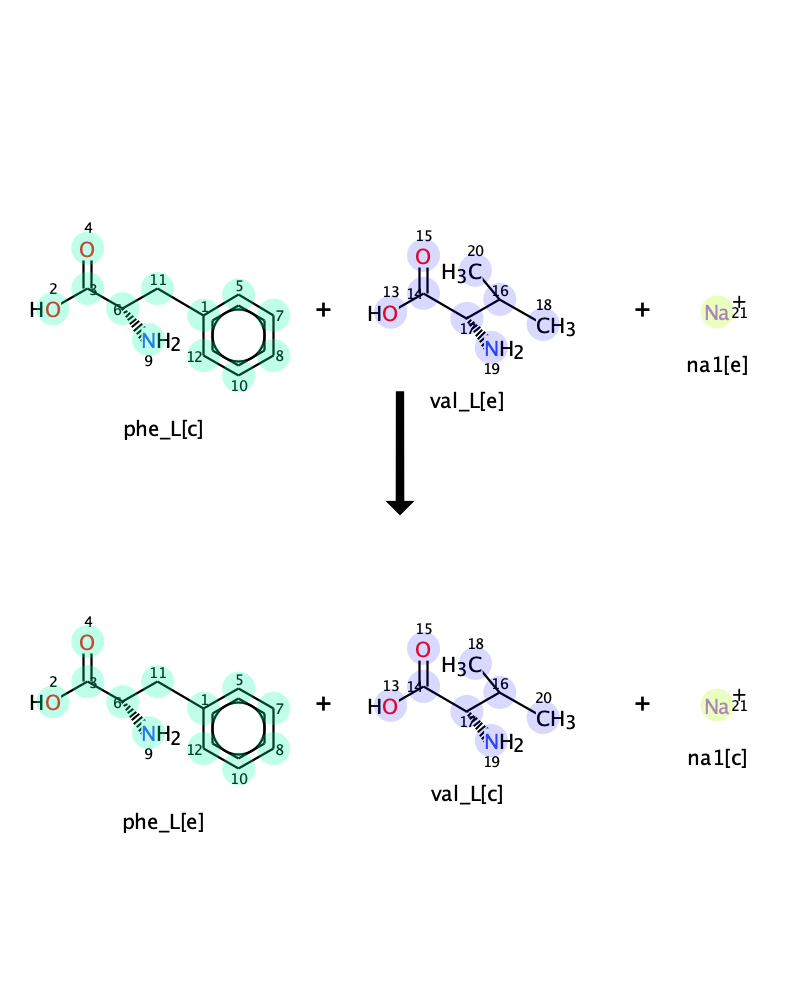 4
O
2
HO
3
6
11
NH2
9
1
5
7
8
10
12
+
15
O
13
HO
14
20
H3C
16
18
CH3
17
NH2
19
+
Na+
21
phe_L[c]
val_L[e]
na1[e]
4
O
2
HO
3
6
11
NH2
9
1
5
7
8
10
12
+
15
O
13
HO
14
18
H3C
16
20
CH3
17
NH2
19
+
Na+
21
phe_L[e]
val_L[c]
na1[c]